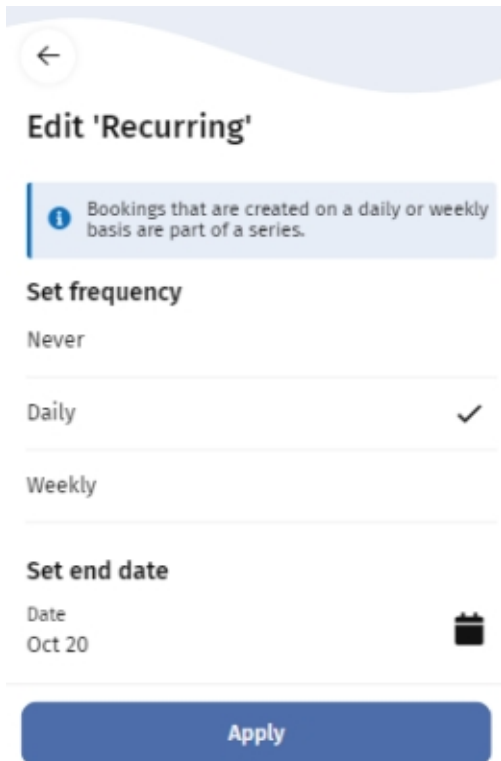 Edit 'Recurring'
Bookings that are created on a daily or weekly
basis are part of a series.
Set frequency
Never
Daily
Weekly
Set end date
Date
Oct 20
Apply